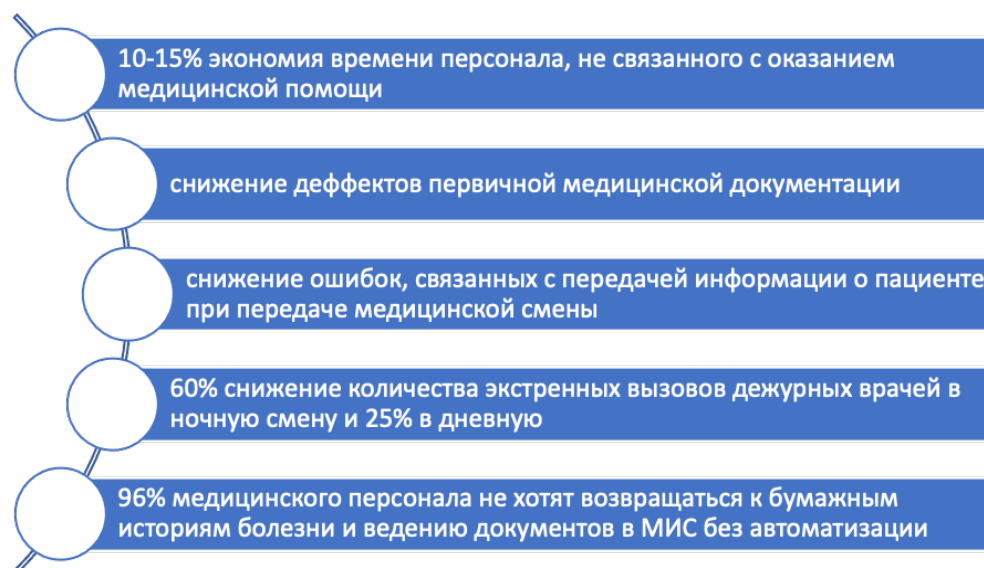 10-15% экономия времени персонала, не связанного с оказанием
медицинской помощи
снижение деффектов первичной медицинской документации
снижение ошибок, связанных с передачей информации о пациенте
при передаче медицинской смены
60% снижение количества экстренных вызовов дежурных врачей в
ночную смену и 25% в дневную
96% медицинского персонала не хотят возвращаться к бумажным
историям болезни и ведению документов в МИС без автоматизации